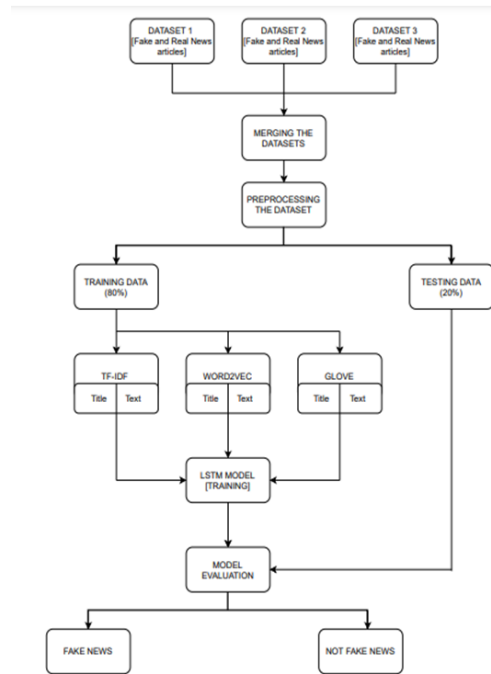 DATASET 1
[Fake and Real News
articles]
DATASET 2
[Fake and Real News
articles]
DATASET 3
[Fake and Real News
articles]
MERGING THE
DATASETS
PREPROCESSING
THE DATASET
TRAINING DATA
(80%)
TESTING DATA
(20%)
TF-IDF
Title
Text
WORD2VEC
Title
Text
GLOVE
Title
Text
LSTM MODEL
[TRAINING]
MODEL
EVALUATION
FAKE NEWS
NOT FAKE NEWS